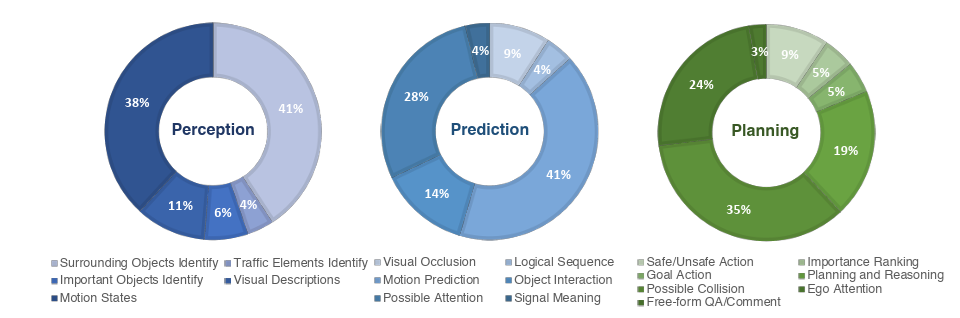 Perception
41%
4%
6%
11%
38%
Prediction
9%
4%
41%
14%
28%
4%
Planning
9%
5%
5%
19%
35%
24%
3%
Surrounding Objects Identify Traffic Elements Identify
Important Objects Identify Visual Descriptions
Motion States
Visual Occlusion Logical Sequence
Motion Prediction Object Interaction
Possible Attention Signal Meaning
Safe/Unsafe Action Importance Ranking
Goal Action Planning and Reasoning
Possible Collision Ego Attention
Free-form QA/Comment